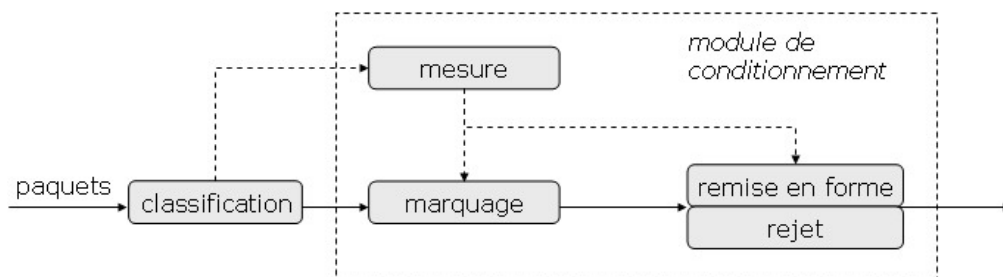 module de
conditionnement
mesure
paquets
classification
marquage
remise en forme
rejet